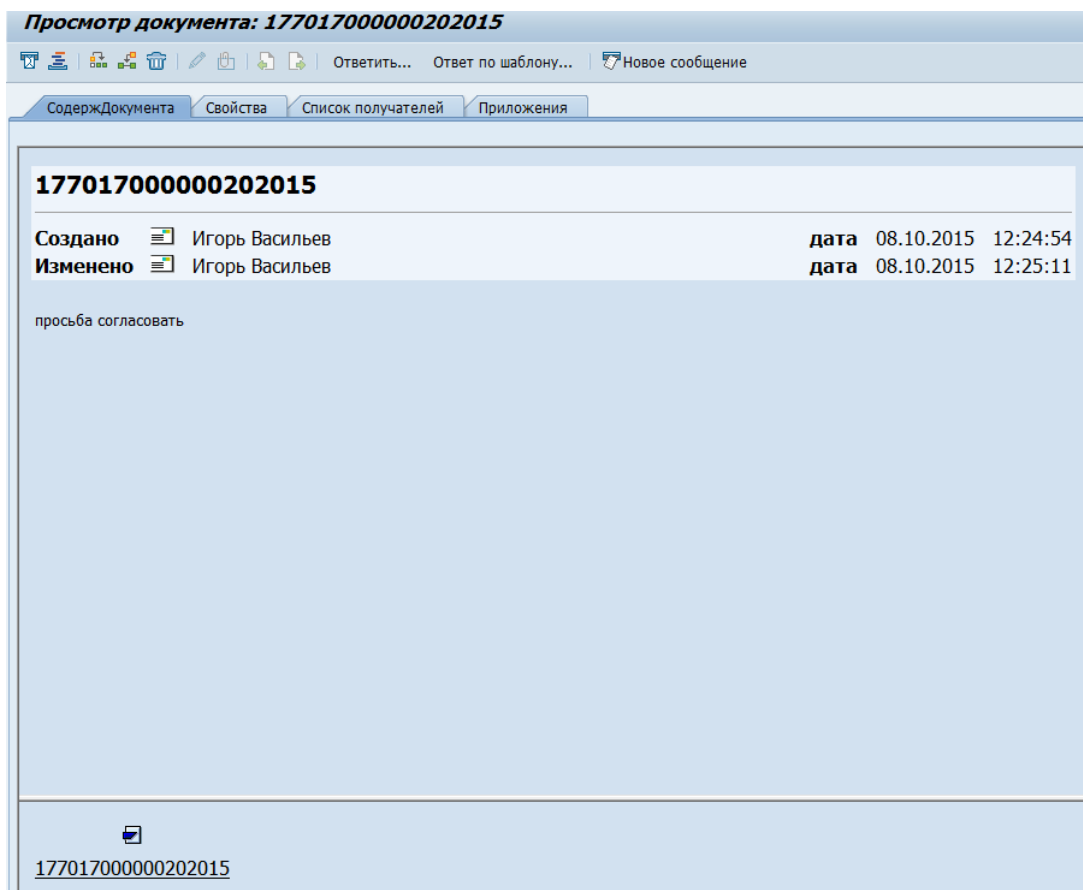 Просмотр документа: 177017000000202015
Ответить... Ответ по шаблону... Новое сообщение
СодержДокумента Свойства Список получателей Приложения
177017000000202015
Создано Игорь Васильев дата 08.10.2015 12:24:54
Изменено Игорь Васильев дата 08.10.2015 12:25:11
просьба согласовать
177017000000202015